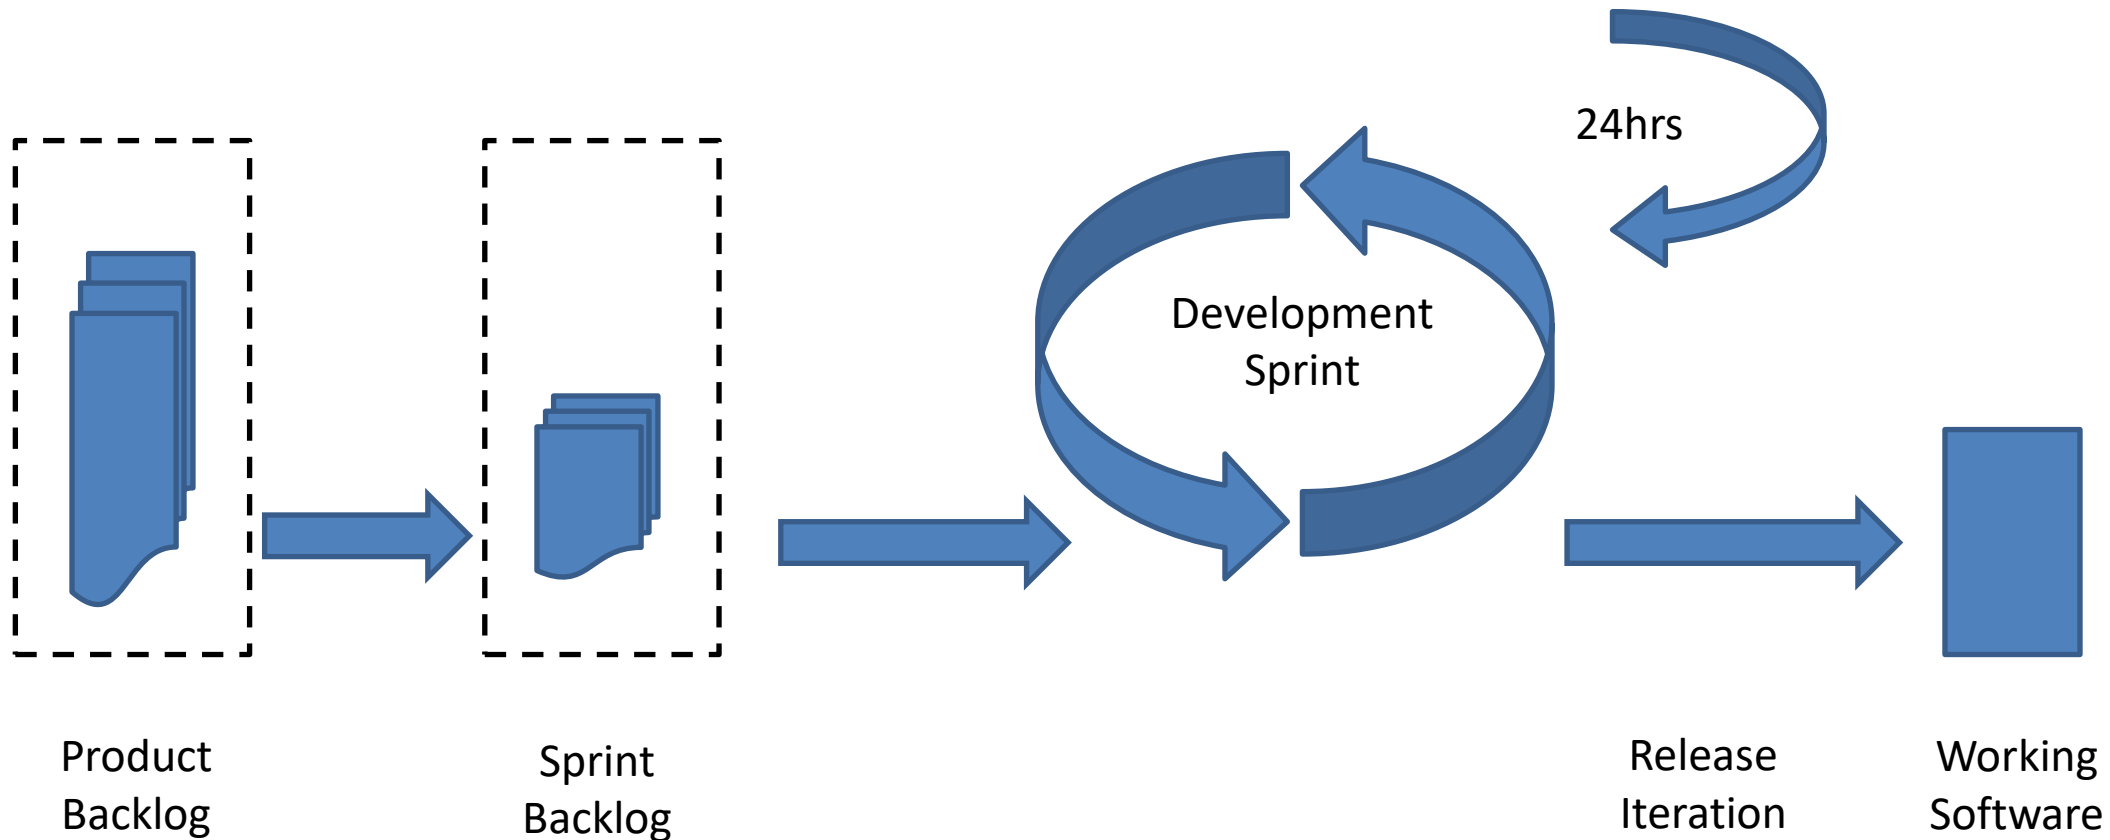 24hrs
Development
Sprint
Product
Backlog
Sprint
Backlog
Release
Iteration
Working
Software